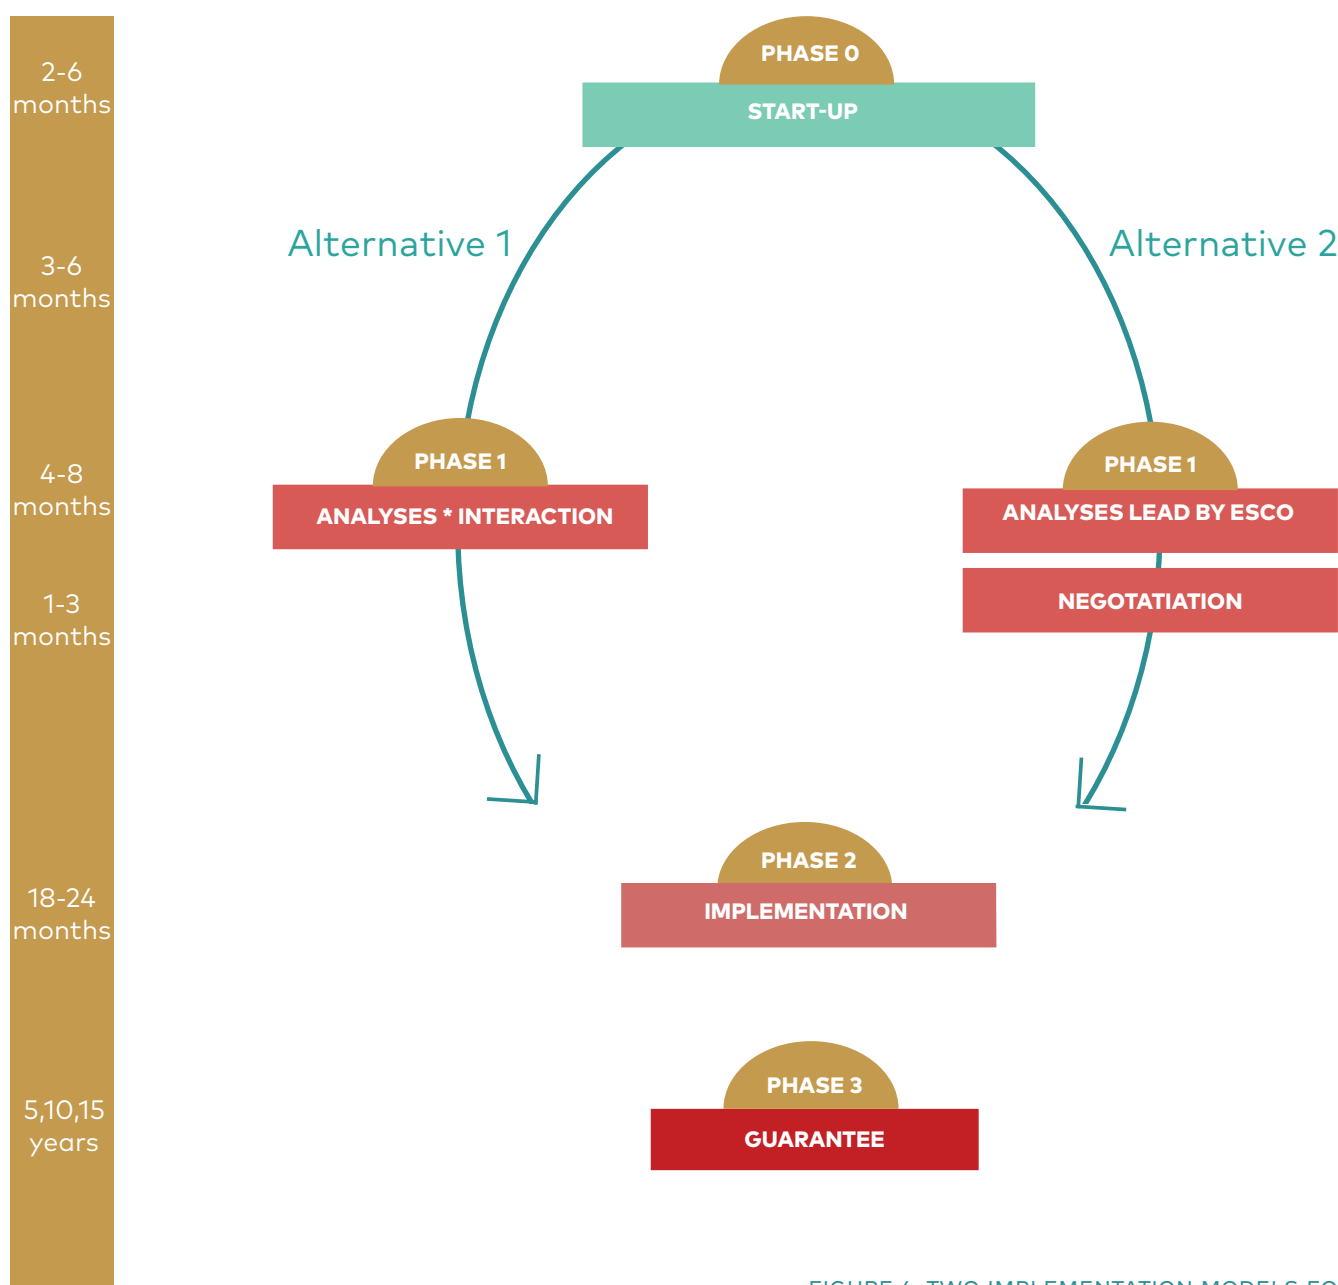 2-6
months
PHASE 0
START-UP
Alternative 1
Alternative 2
3-6
months
PHASE 1
ANALYSES * INTERACTION
PHASE 1
ANALYSES LEAD BY ESCO
4-8
months
NEGOTATIATION
1-3
months
PHASE 2
IMPLEMENTATION
18-24
months
PHASE 3
GUARANTEE
5,10,15
years